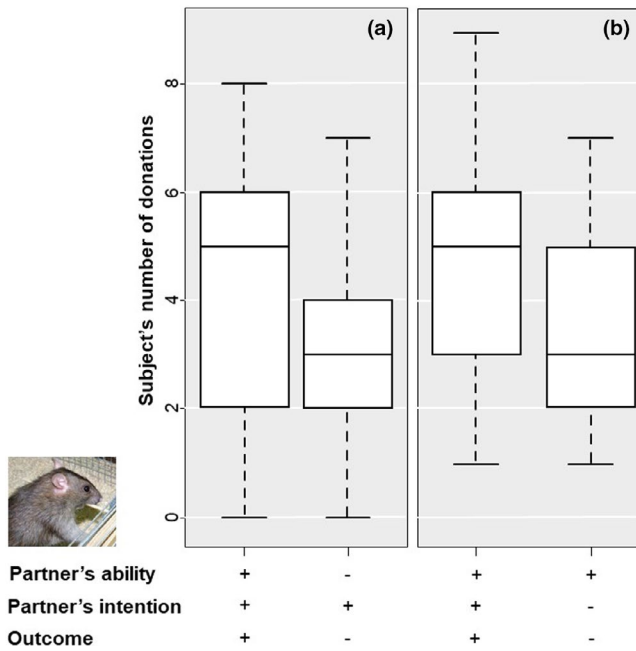 (a) (b)
Subject's number of donations
8
6
4
2
0
Partner's ability + - + +
Partner's intention + + + -
Outcome + - + -